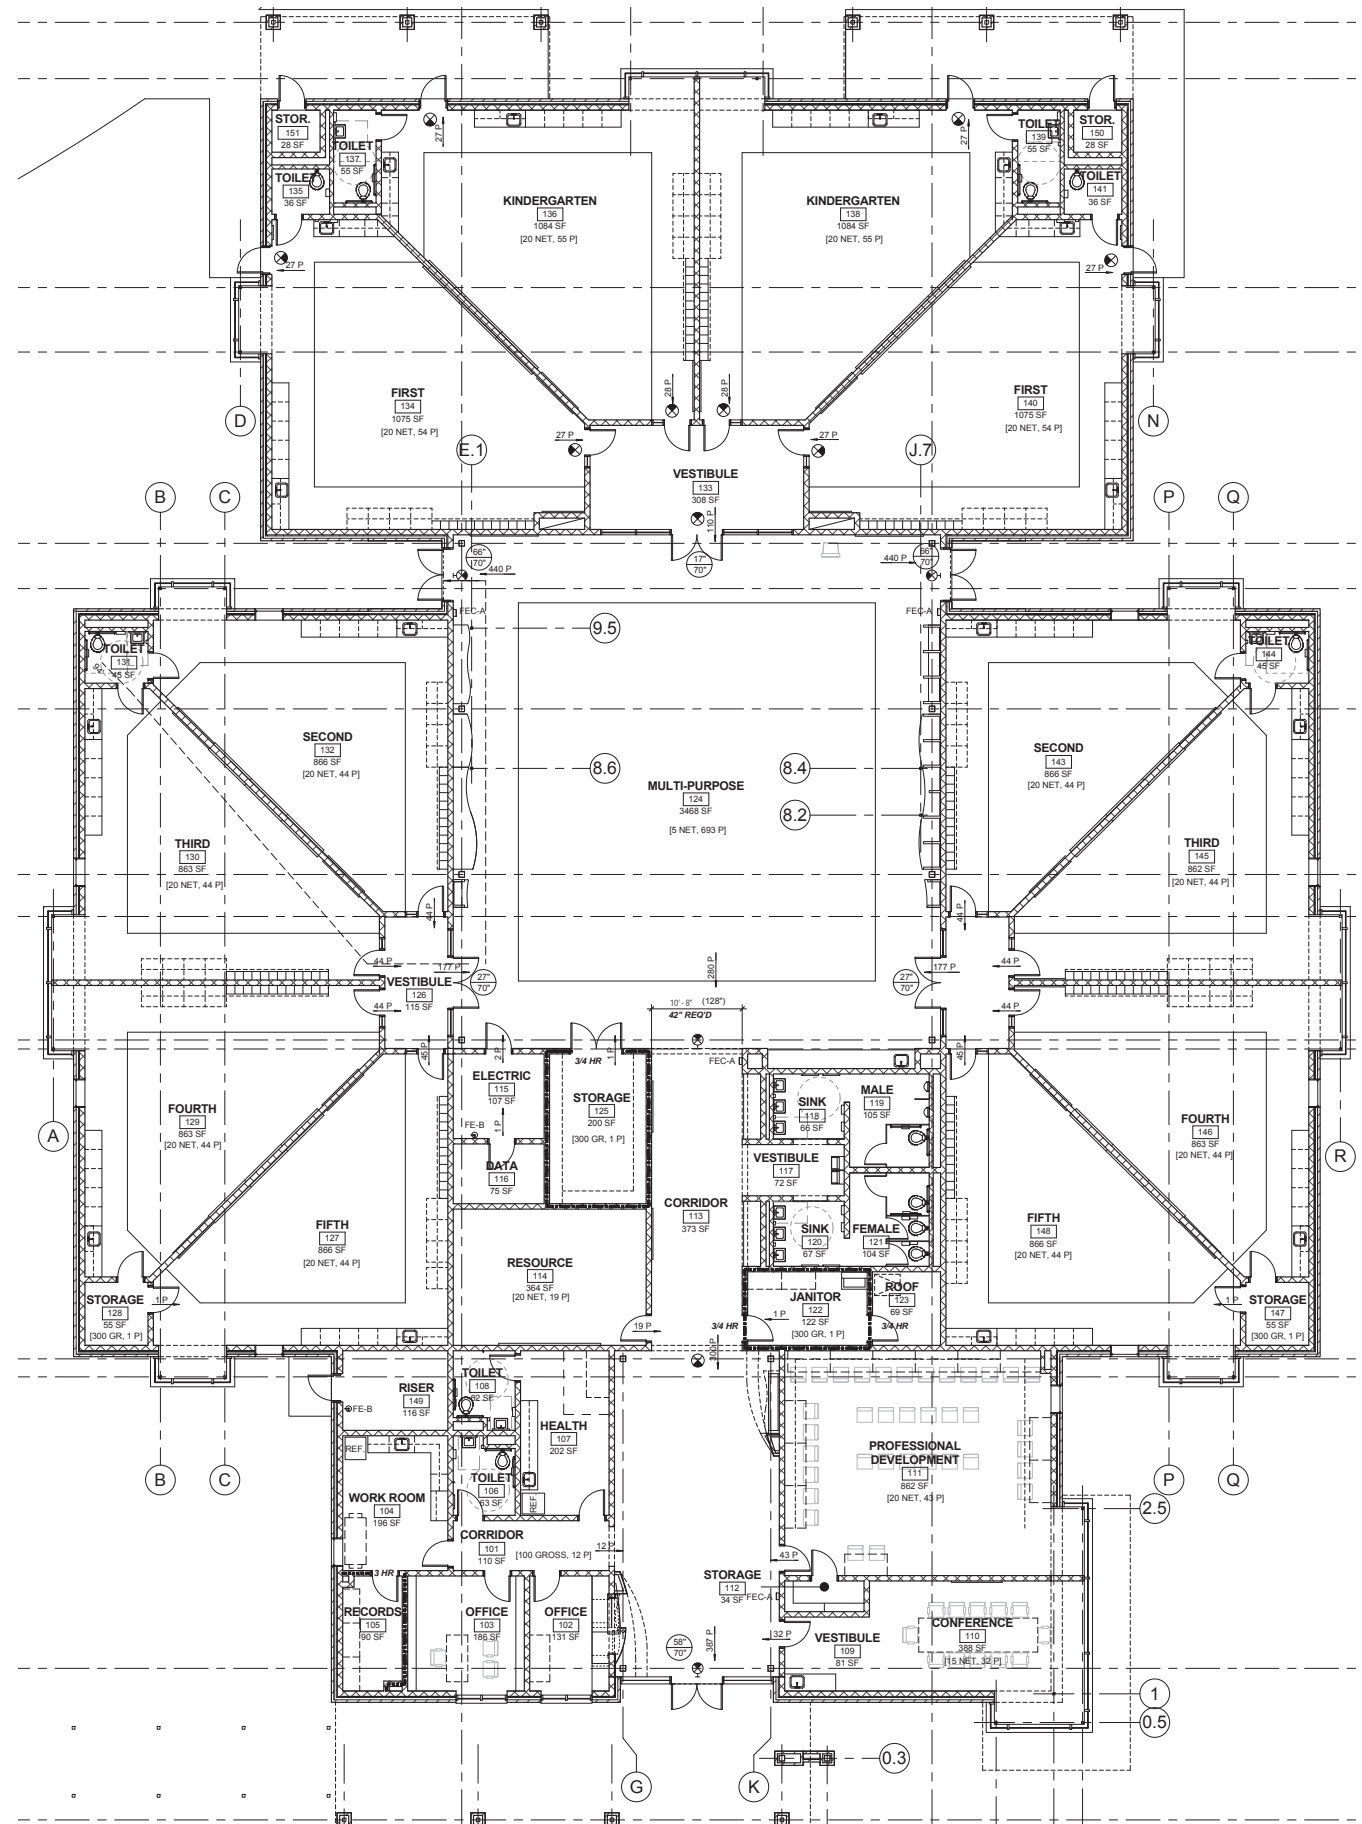 STOR.
151
28 SF
TOILET
137
55 SF
TOILET
135
36 SF
27 P
27 P
KINDERGARTEN
136
1084 SF
[20 NET, 55 P]
KINDERGARTEN
138
1084 SF
[20 NET, 55 P]
27 P
TOILET
139
55 SF
STOR.
150
28 SF
TOILET
141
36 SF
27 P
D
FIRST
134
1075 SF
[20 NET, 54 P]
28 P
28 P
FIRST
140
1075 SF
[20 NET, 54 P]
N
E.1
27 P
27 P
J.7
VESTIBULE
133
308 SF
110 P
B
C
P
Q
66"
70"
440 P
17"
70"
440 P
66"
70"
FEC-A
FEC-A
9.5
TOILET
131
45 SF
TOILET
144
45 SF
SECOND
132
866 SF
[20 NET, 44 P]
SECOND
143
866 SF
[20 NET, 44 P]
8.6
8.4
MULTI-PURPOSE
124
3468 SF
[5 NET, 693 P]
8.2
THIRD
130
863 SF
[20 NET, 44 P]
THIRD
145
862 SF
[20 NET, 44 P]
44 P
44 P
44 P
177 P
280 P
177 P
44 P
VESTIBULE
126
115 SF
27"
70"
27"
70"
44 P
44 P
10' - 8"
(128")
42" REQ'D
45 P
2 P
3/4 HR
1 P
FEC-A
45 P
ELECTRIC
115
107 SF
FE-B
1 P
STORAGE
125
200 SF
[300 GR, 1 P]
SINK
118
66 SF
MALE
119
105 SF
A
FOURTH
129
863 SF
[20 NET, 44 P]
FOURTH
146
863 SF
[20 NET, 44 P]
R
DATA
116
75 SF
VESTIBULE
117
72 SF
CORRIDOR
113
373 SF
FIFTH
127
866 SF
[20 NET, 44 P]
SINK
120
67 SF
FEMALE
121
104 SF
FIFTH
148
866 SF
[20 NET, 44 P]
RESOURCE
114
364 SF
[20 NET, 19 P]
19 P
JANITOR
122
122 SF
[300 GR, 1 P]
1 P
3/4 HR
3/4 HR
ROOF
123
69 SF
STORAGE
128
55 SF
[300 GR, 1 P]
1 P
STORAGE
147
55 SF
[300 GR, 1 P]
1 P
300 P
RISER
149
116 SF
FE-B
TOILET
108
62 SF
HEALTH
107
202 SF
PROFESSIONAL
DEVELOPMENT
111
862 SF
[20 NET, 43 P]
B
C
P
Q
REF.
TOILET
106
63 SF
REF.
WORK ROOM
104
196 SF
2.5
CORRIDOR
101
110 SF
[100 GROSS, 12 P]
12 P
43 P
3 HR
STORAGE
112
34 SF
FEC-A
RECORDS
105
90 SF
OFFICE
103
186 SF
OFFICE
102
131 SF
58"
70"
387 P
32 P
VESTIBULE
109
81 SF
CONFERENCE
110
388 SF
[15 NET, 32 P]
1
0.5
0.3
G
K